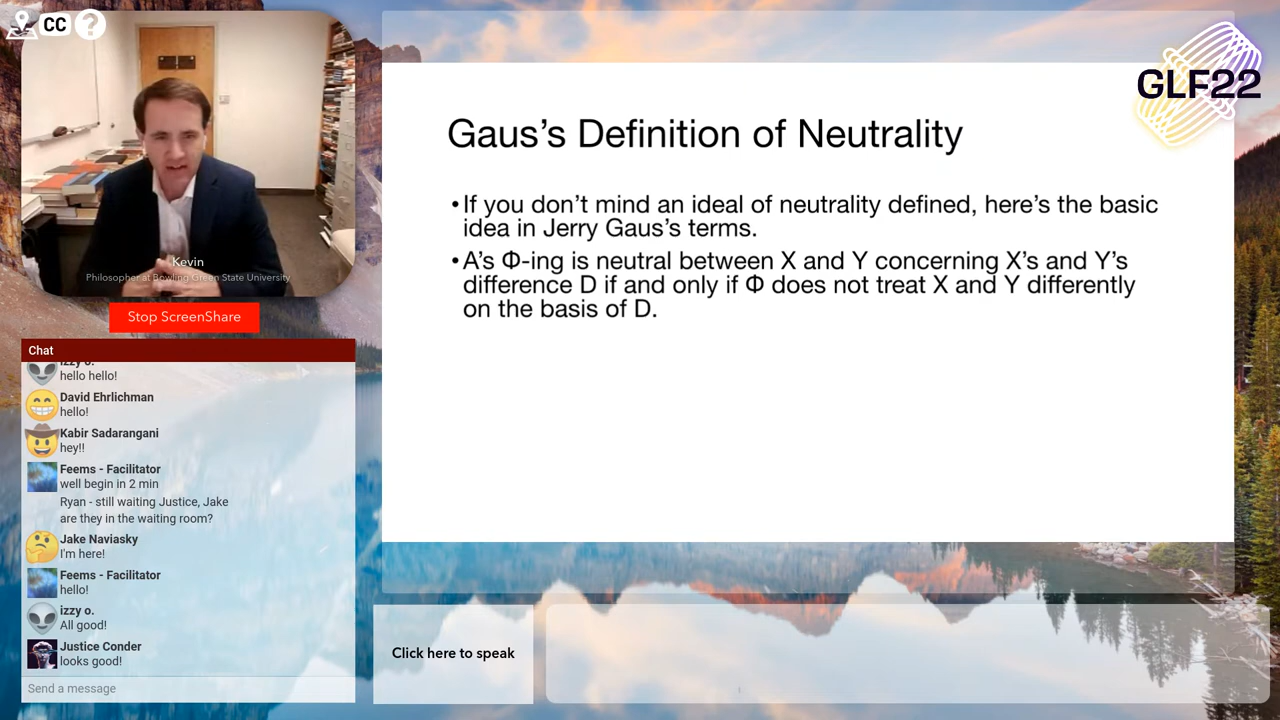 CC
?
GLF22
Gaus's Definition of Neutrality
•If you don't mind an ideal of neutrality defined, here's the basic
idea in Jerry Gaus's terms.
•A's Φ-ing is neutral between X and Y concerning X's and Y's
difference D if and only if Φ does not treat X and Y differently
on the basis of D.
Kevin
Philosopher at Bowling Green State University
Stop ScreenShare
Chat
izzy o.
hello hello!
David Ehrlichman
hello!
Kabir Sadarangani
hey!!
Feems - Facilitator
well begin in 2 min
Ryan - still waiting Justice, Jake
are they in the waiting room?
Jake Naviasky
I'm here!
Feems - Facilitator
hello!
izzy o.
All good!
Justice Conder
looks good!
Send a message
Click here to speak